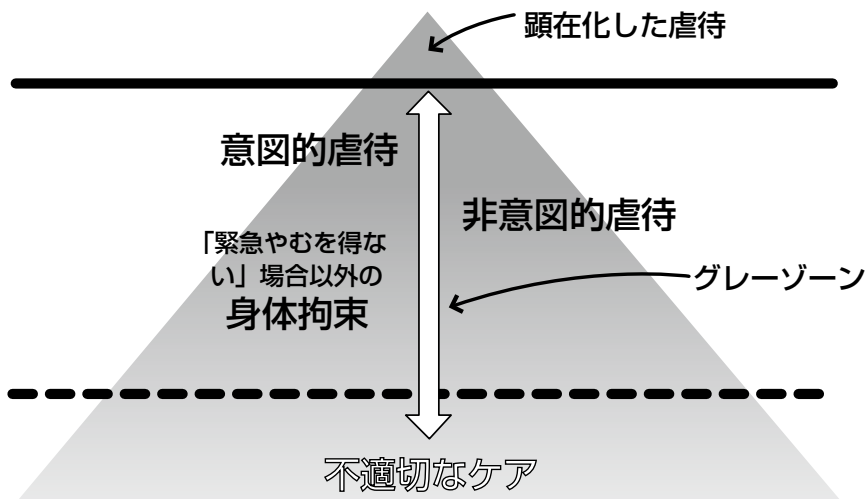 顕在化した虐待
意図的虐待
非意図的虐待
「緊急やむを得な
い」場合以外の
身体拘束
グレーゾーン
不適切なケア